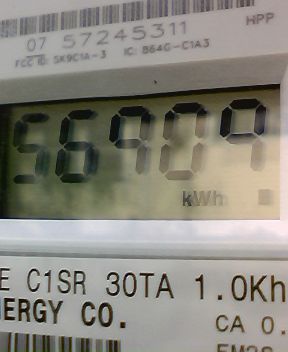 HPP
07 57245311
FCC ID: SK9C1A-3 IC: 864G-C1A3
56909
kWh
E C1SR 30TA 1.0Kh
NERGY CO.
CA 0.